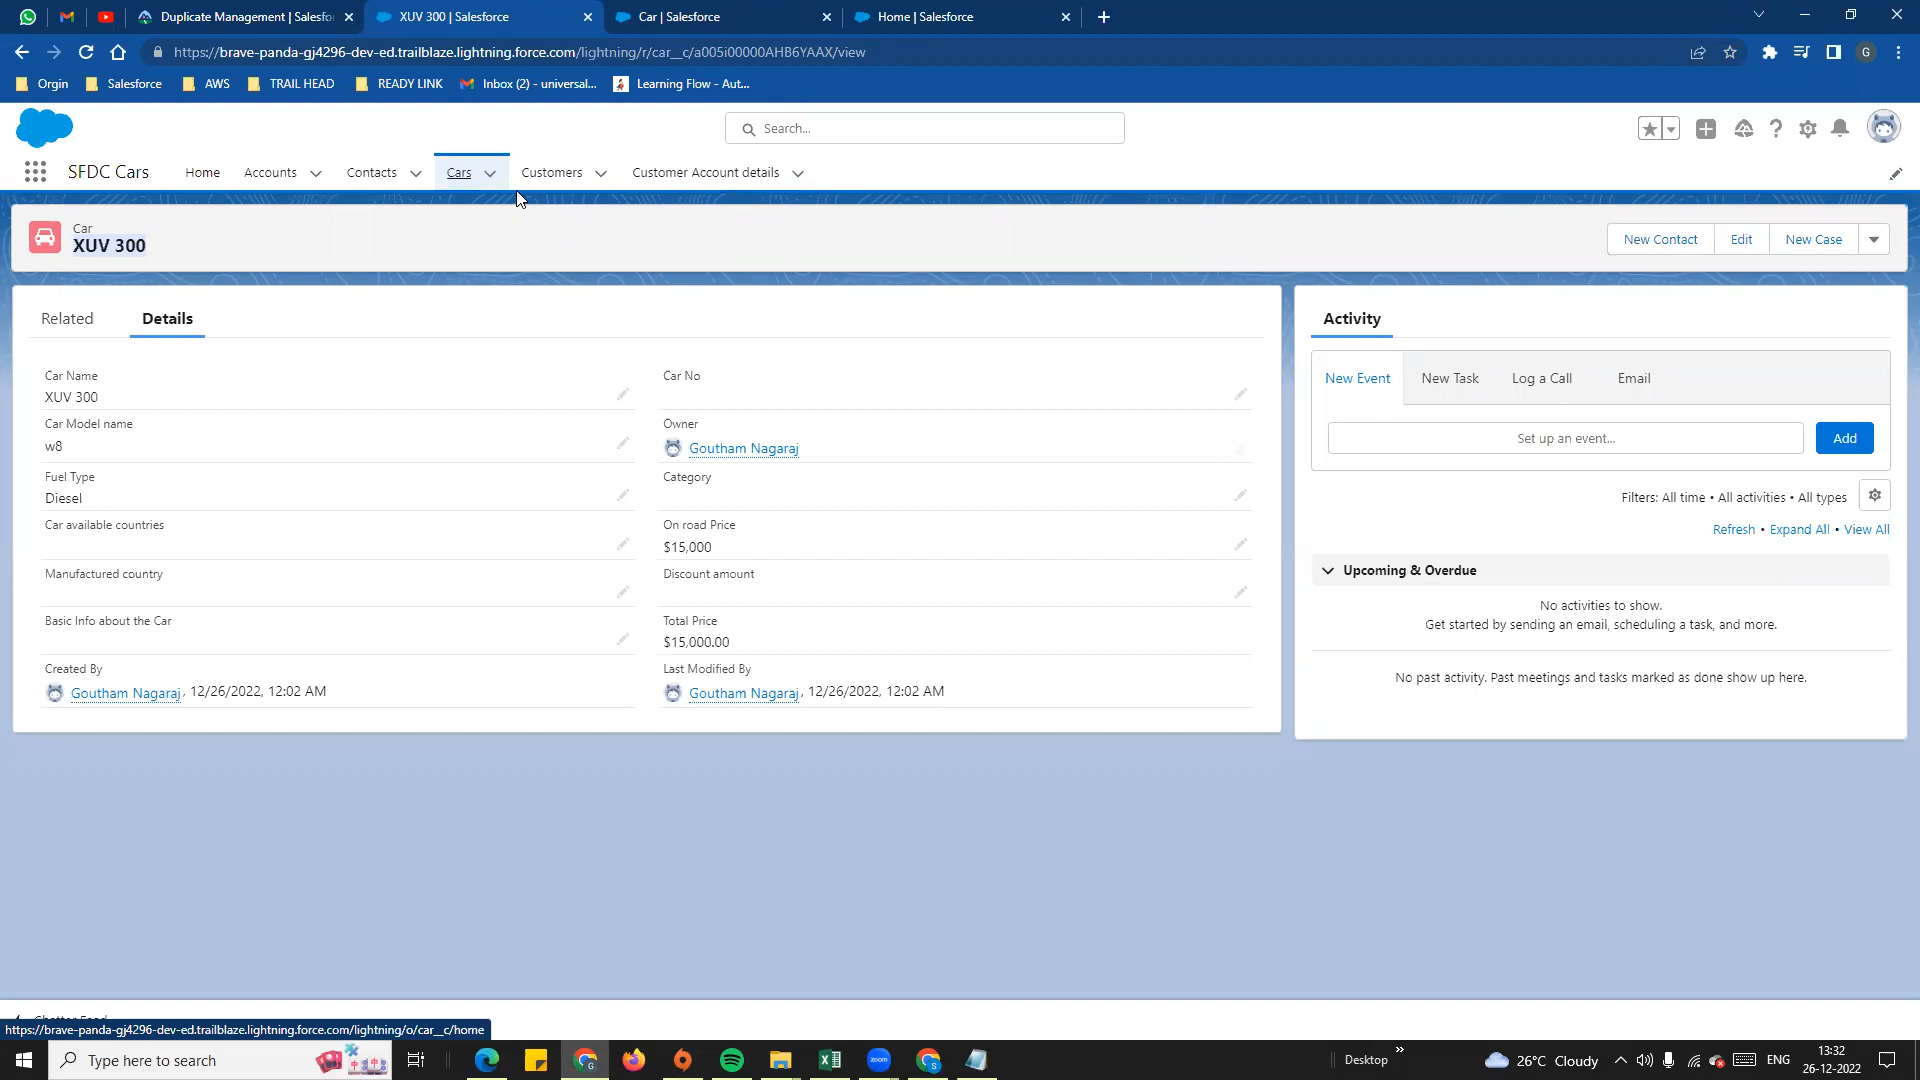 Duplicate Management | Salesfo
XUV 300 | Salesforce
Car | Salesforce
Home | Salesforce
https://brave-panda-gj4296-dev-ed.trailblaze.lightning.force.com/lightning/r/car__c/a005i00000AHB6YAAX/view
G
Orgin
Salesforce
AWS
TRAIL HEAD
READY LINK
Inbox (2) - universal...
Learning Flow - Aut...
Search...
SFDC Cars
Home
Accounts
Contacts
Cars
Customers
Customer Account details
Car
XUV 300
New Contact
Edit
New Case
Related
Details
Car Name
XUV 300
Car No
Car Model name
w8
Owner
Goutham Nagaraj
Fuel Type
Diesel
Category
Car available countries
On road Price
$15,000
Manufactured country
Discount amount
Basic Info about the Car
Total Price
$15,000.00
Created By
Goutham Nagaraj, 12/26/2022, 12:02 AM
Last Modified By
Goutham Nagaraj, 12/26/2022, 12:02 AM
Activity
New Event
New Task
Log a Call
Email
Set up an event...
Add
Filters: All time • All activities • All types
Refresh • Expand All • View All
Upcoming & Overdue
No activities to show.
Get started by sending an email, scheduling a task, and more.
No past activity. Past meetings and tasks marked as done show up here.
https://brave-panda-gj4296-dev-ed.trailblaze.lightning.force.com/lightning/o/car__c/home
Type here to search
zoom
Desktop
26°C Cloudy
ENG
13:32
26-12-2022